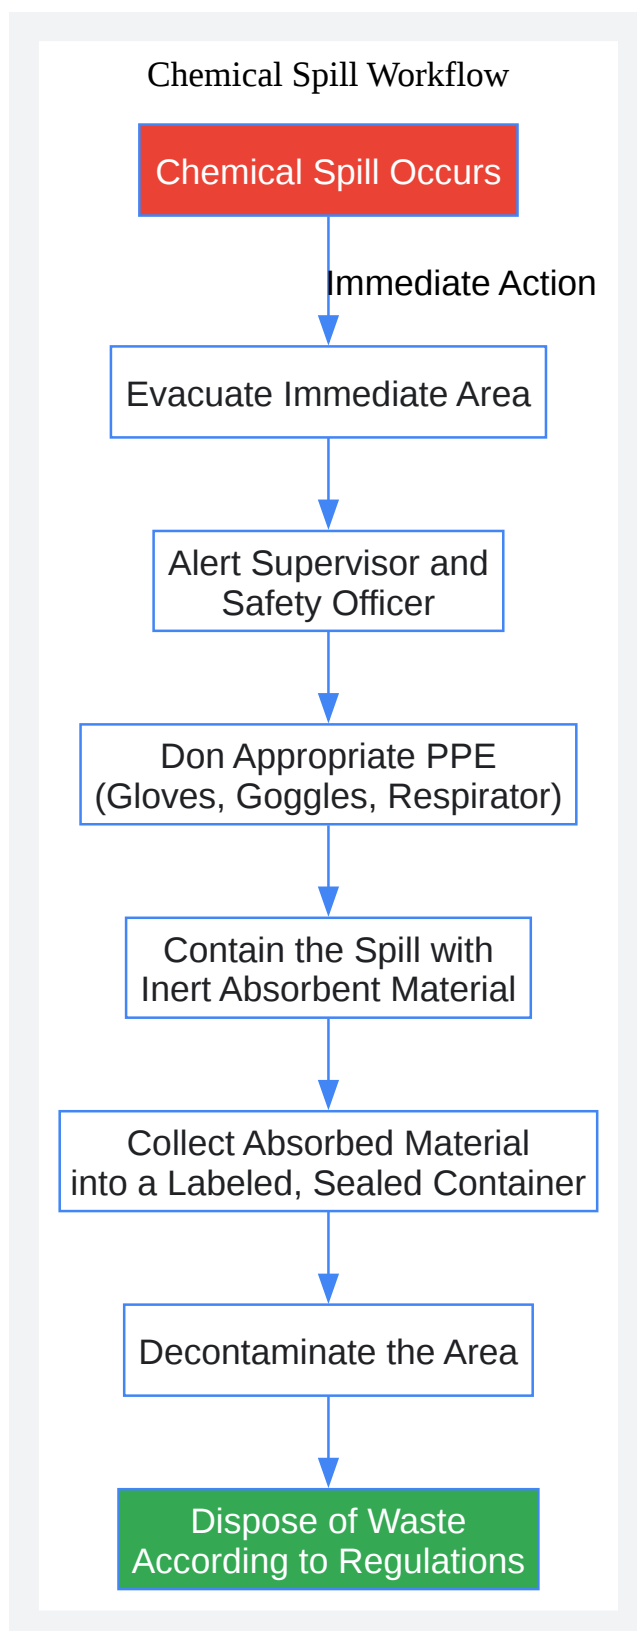 Chemical Spill Workflow
Chemical Spill Occurs
Immediate Action
Evacuate Immediate Area
Alert Supervisor and
Safety Officer
Don Appropriate PPE
(Gloves, Goggles, Respirator)
Contain the Spill with
Inert Absorbent Material
Collect Absorbed Material
into a Labeled, Sealed Container
Decontaminate the Area
Dispose of Waste
According to Regulations